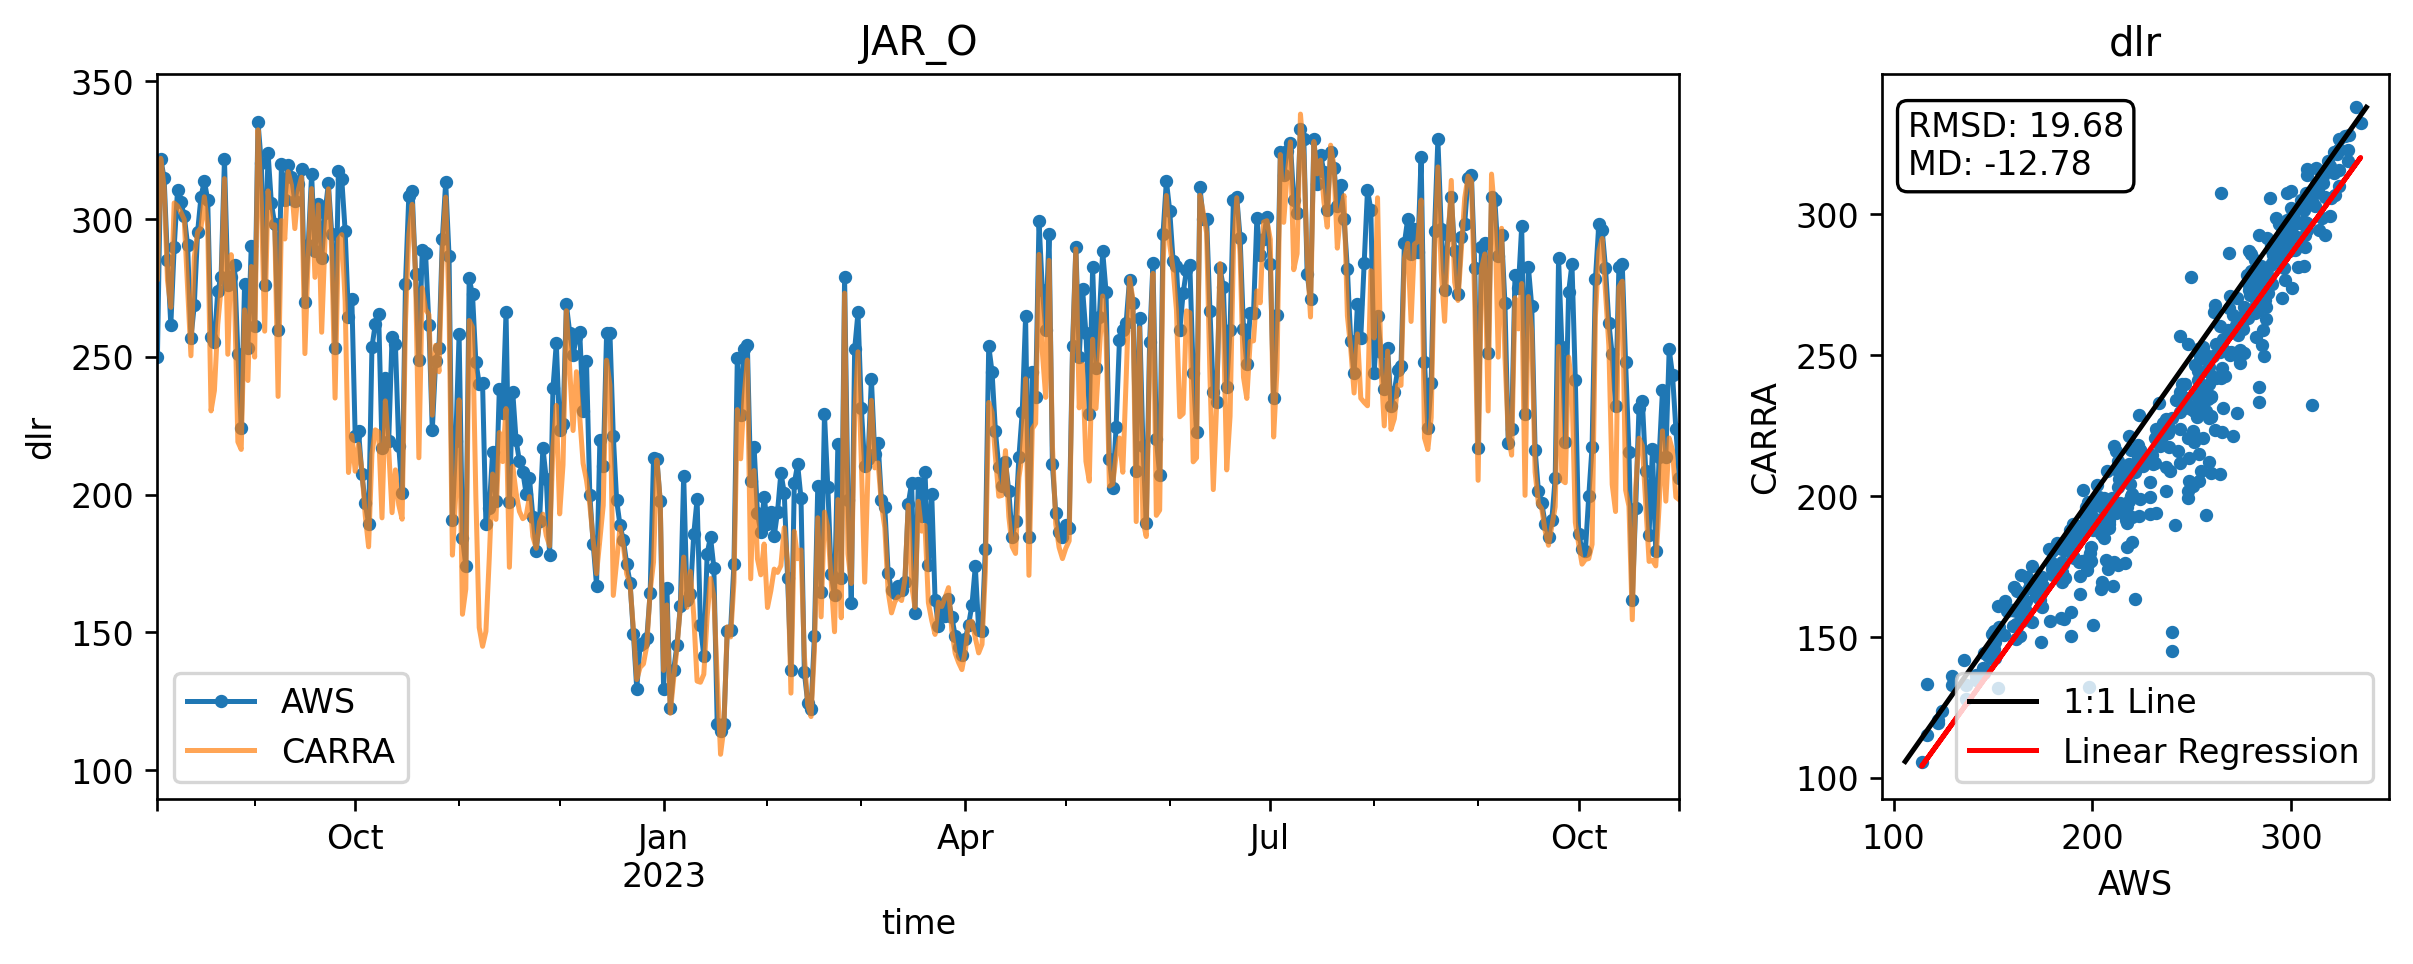 JAR_O
350
300
250
200
150
100
dlr
AWS
CARRA
Oct
Jan
2023
Apr
Jul
Oct
time
dlr
RMSD: 19.68
MD: -12.78
300
250
200
150
100
CARRA
1:1 Line
Linear Regression
100
200
300
AWS